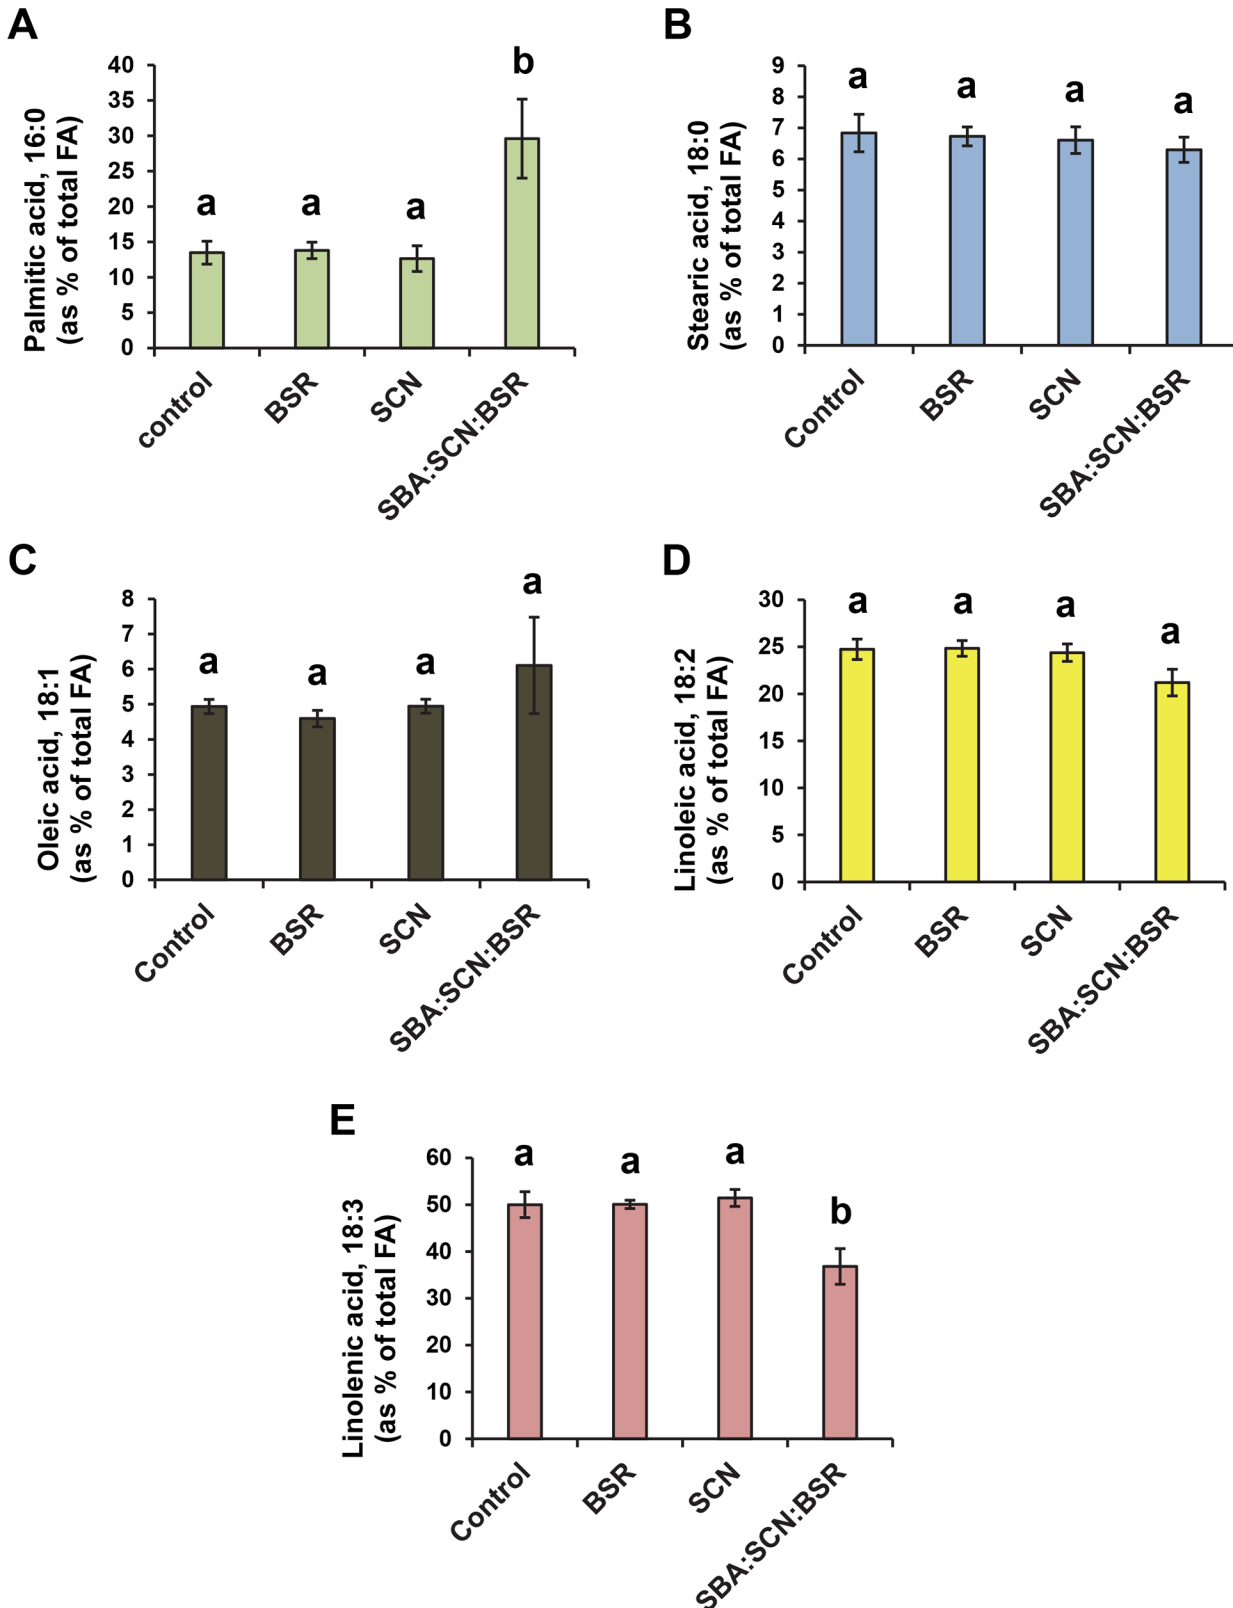 A
Palmitic acid, 16:0
(as % of total FA)
40
35
30
25
20
15
10
5
0
a
a
a
b
control
BSR
SCN
SBA:SCN:BSR
B
Stearic acid, 18:0
(as % of total FA)
9
8
7
6
5
4
3
2
1
0
a
a
a
a
Control
BSR
SCN
SBA:SCN:BSR
C
Oleic acid, 18:1
(as % of total FA)
8
7
6
5
4
3
2
1
0
a
a
a
a
Control
BSR
SCN
SBA:SCN:BSR
D
Linoleic acid, 18:2
(as % of total FA)
30
25
20
15
10
5
0
a
a
a
a
Control
BSR
SCN
SBA:SCN:BSR
E
Linolenic acid, 18:3
(as % of total FA)
60
50
40
30
20
10
0
a
a
a
b
Control
BSR
SCN
SBA:SCN:BSR